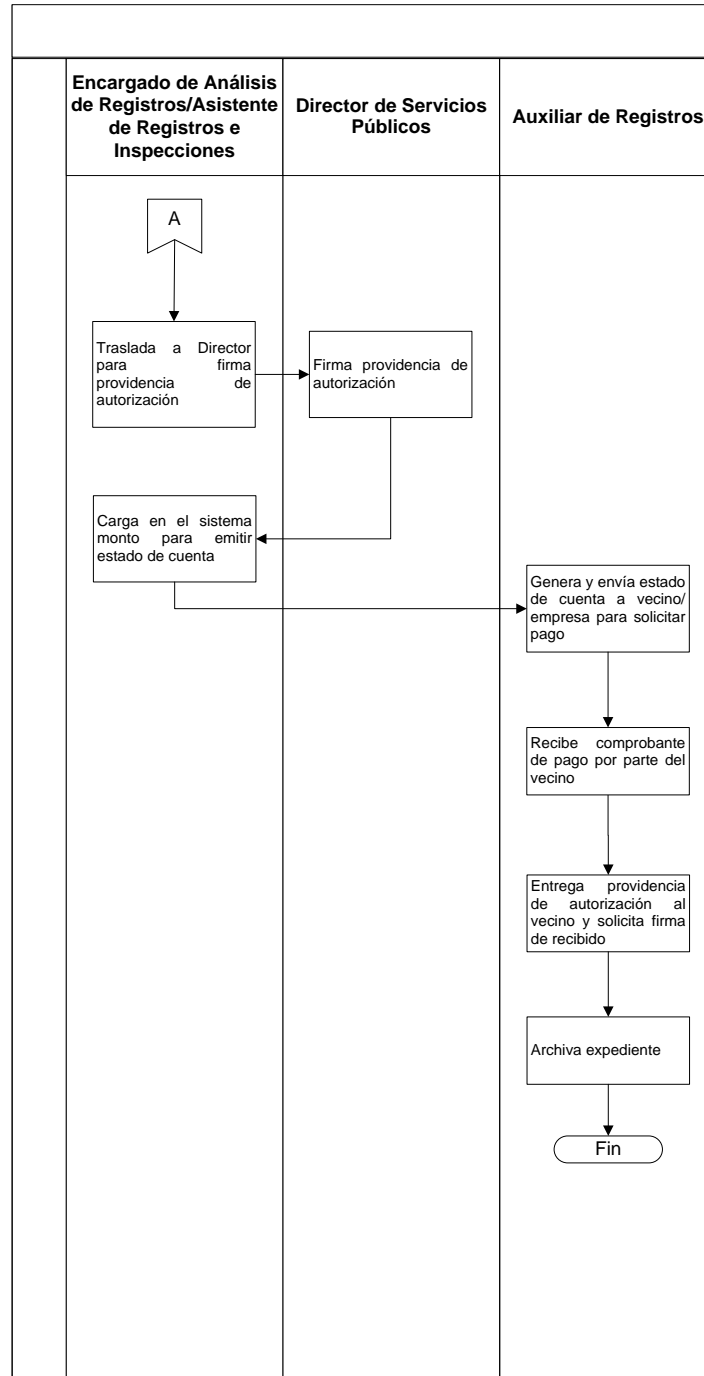 Encargado de Análisis
de Registros/Asistente
de Registros e
Inspecciones
Director de Servicios
Públicos
Auxiliar de Registros
A
Traslada a Director
para firma
providencia de
autorización
Firma providencia de
autorización
Carga en el sistema
monto para emitir
estado de cuenta
Genera y envía estado
de cuenta a vecino/
empresa para solicitar
pago
Recibe comprobante
de pago por parte del
vecino
Entrega providencia
de autorización al
vecino y solicita firma
de recibido
Archiva expediente
Fin